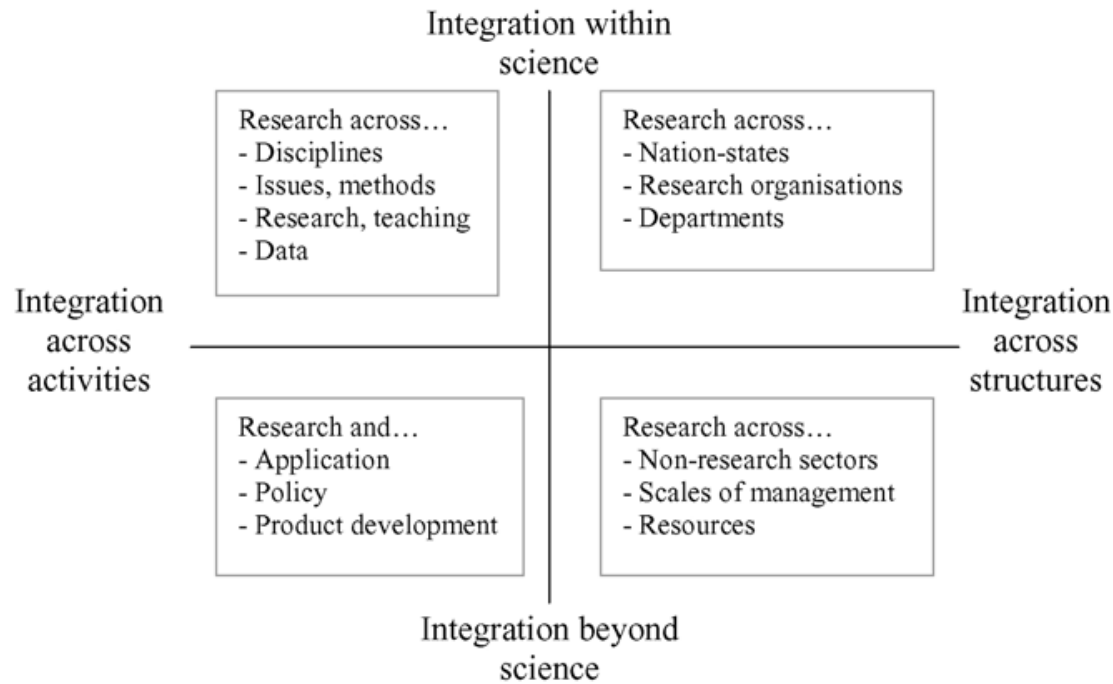 Integration within
science
Research across…
- Disciplines
- Issues, methods
- Research, teaching
- Data
Research across…
- Nation-states
- Research organisations
- Departments
Integration
across
activities
Integration
across
structures
Research and…
- Application
- Policy
- Product development
Research across…
- Non-research sectors
- Scales of management
- Resources
Integration beyond
science